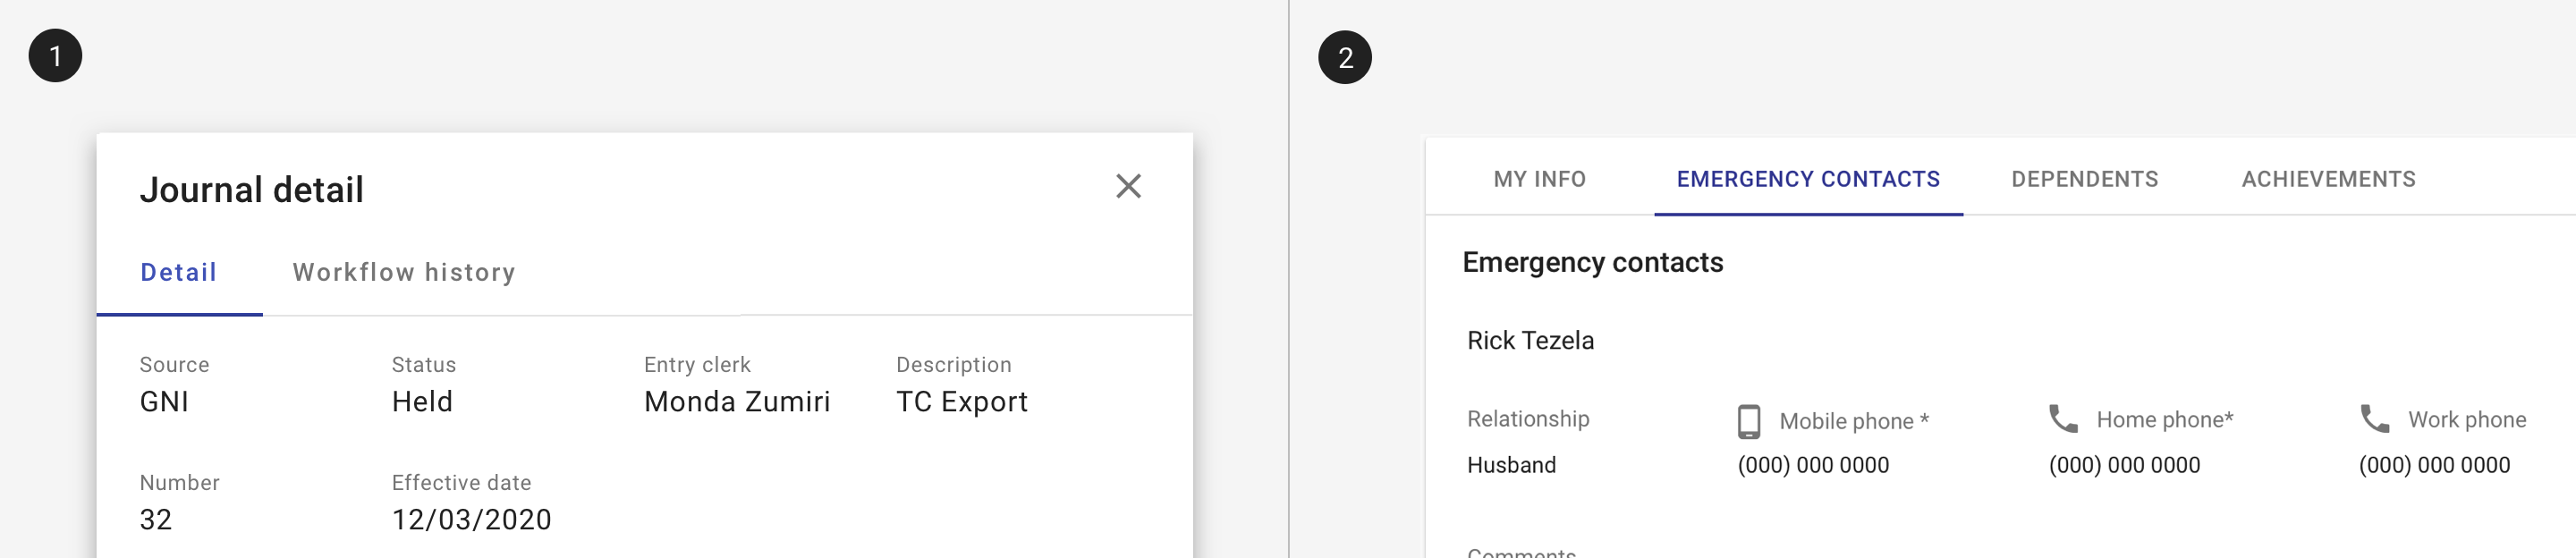 1
Journal detail
Detail Workflow history
Source Status Entry clerk Description
GNI Held Monda Zumiri TC Export
Number Effective date
32 12/03/2020
2
MY INFO EMERGENCY CONTACTS DEPENDENTS ACHIEVEMENTS
Emergency contacts
Rick Tezela
Relationship Mobile phone * Home phone* Work phone
Husband (000) 000 0000 (000) 000 0000 (000) 000 0000
Comments